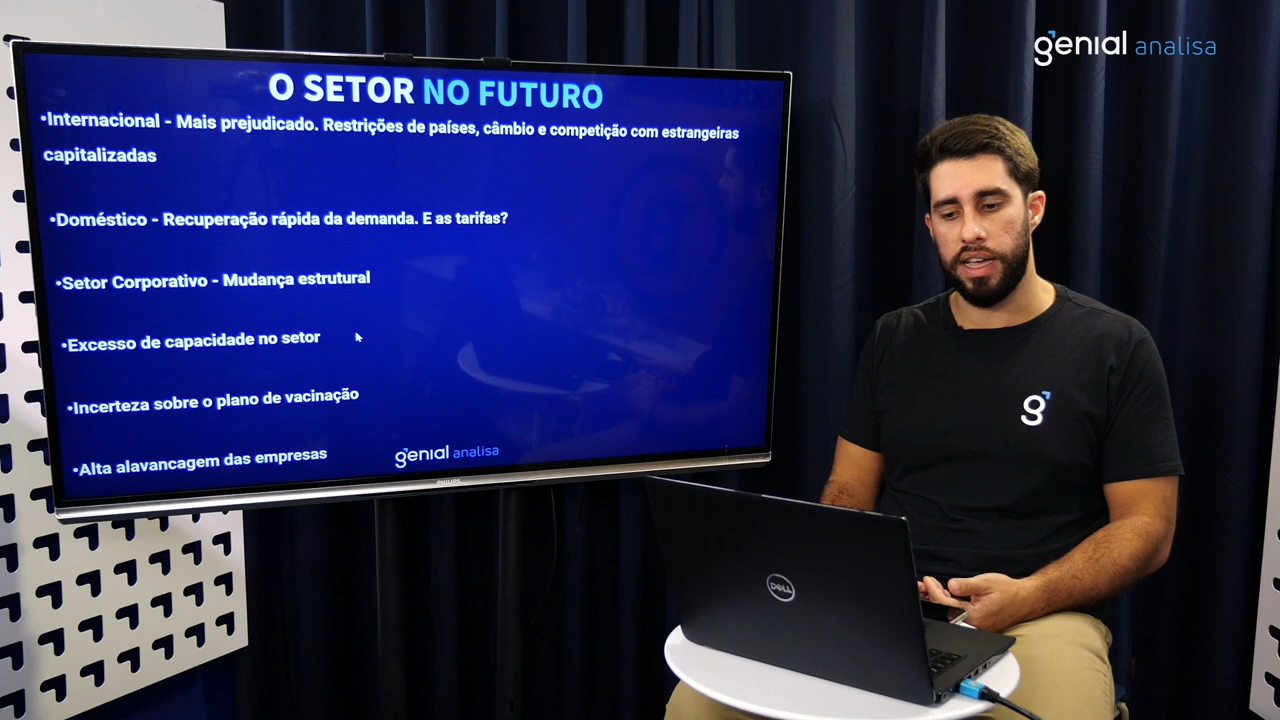 genial analisa
O SETOR NO FUTURO
•Internacional - Mais prejudicado. Restrições de países, câmbio e competição com estrangeiras
capitalizadas
•Doméstico - Recuperação rápida da demanda. E as tarifas?
•Setor Corporativo - Mudança estrutural
•Excesso de capacidade no setor
•Incerteza sobre o plano de vacinação
•Alta alavancagem das empresas
genial analisa
PHILIPS
g
DELL